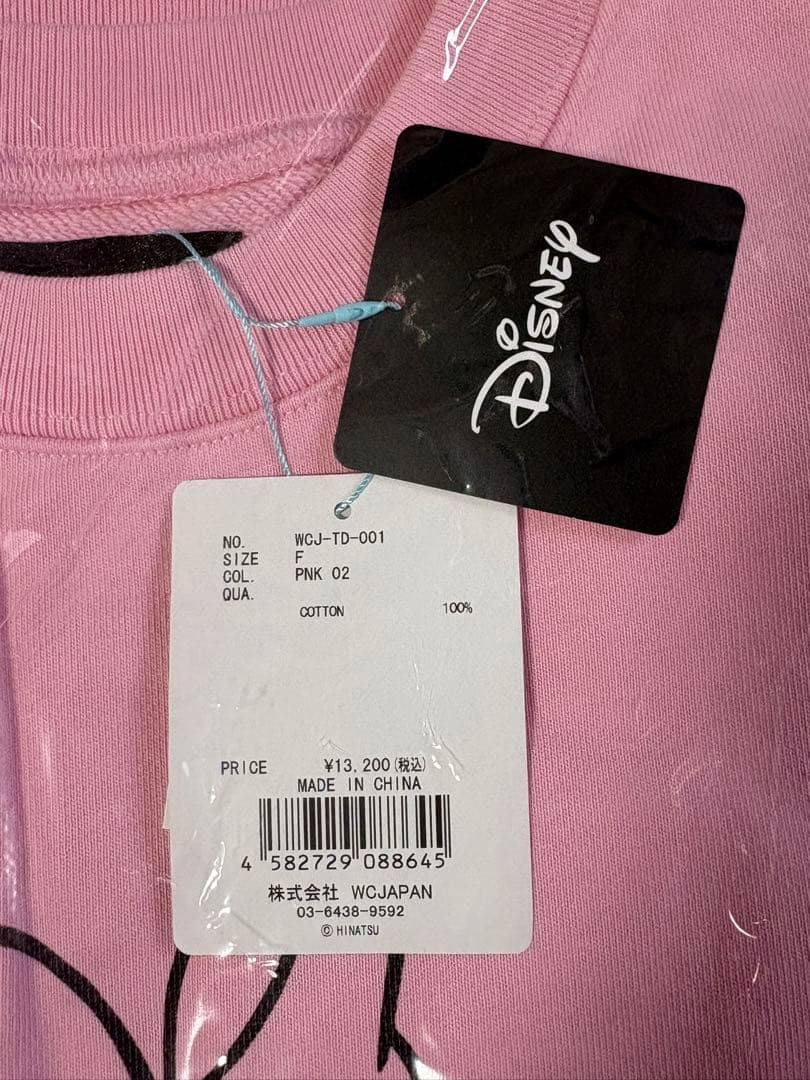 Disney
NO. WCJ-TD-001
SIZE F
COL. PNK 02
QUA.
COTTON 100%
PRICE ¥13,200(税込)
MADE IN CHINA
4 582729 088645
株式会社 WCJAPAN
03-6438-9592
© HINATSU